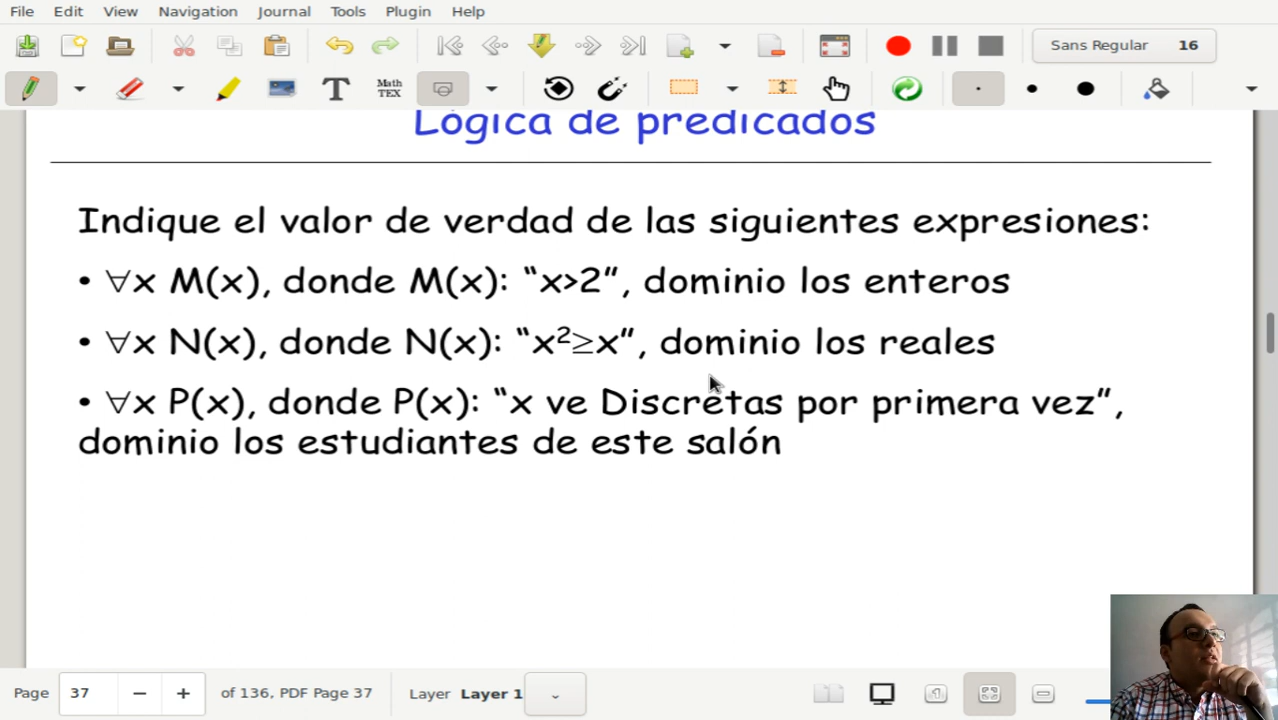 File Edit View Navigation Journal Tools Plugin Help
Sans Regular 16
T Math TEX
Lógica de predicados
Indique el valor de verdad de las siguientes expresiones:
• ∀x M(x), donde M(x): “x>2”, dominio los enteros
• ∀x N(x), donde N(x): “x²≥x”, dominio los reales
• ∀x P(x), donde P(x): “x ve Discretas por primera vez”,
dominio los estudiantes de este salón
Page 37 − + of 136, PDF Page 37 Layer Layer 1